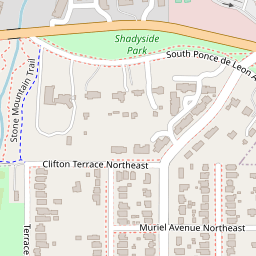 Shadyside
Park
South Ponce de Leon A
Stone Mountain Trail
Clifton Terrace Northeast
Muriel Avenue Northeast
Terrace